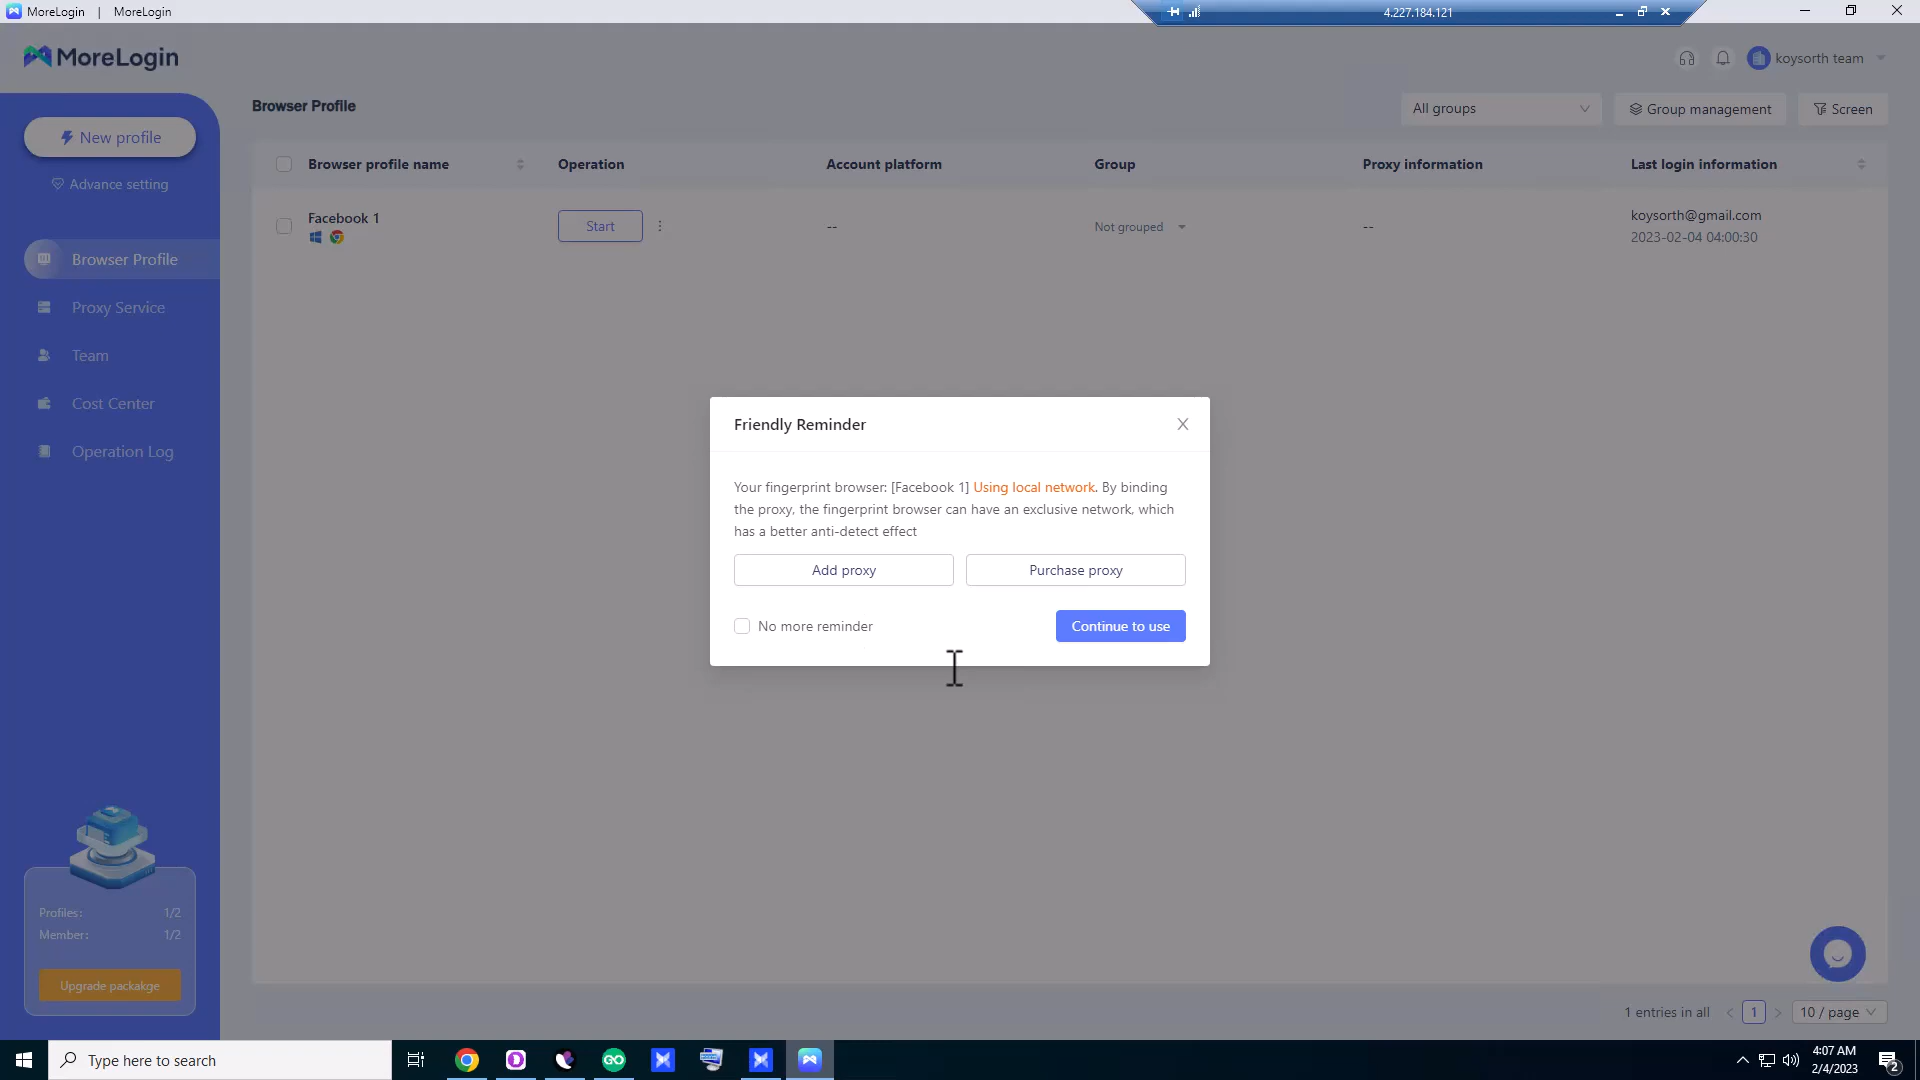 MoreLogin | MoreLogin
4.227.184.121
MoreLogin
koysorth team
New profile
Advance setting
Browser Profile
Proxy Service
Team
Cost Center
Operation Log
Profiles: 1/2
Member: 1/2
Upgrade packakge
Browser Profile
All groups
Group management
Screen
Browser profile name Operation Account platform Group Proxy information Last login information
Facebook 1
Start
--
Not grouped
--
koysorth@gmail.com
2023-02-04 04:00:30
Friendly Reminder
Your fingerprint browser: [Facebook 1] Using local network. By binding
the proxy, the fingerprint browser can have an exclusive network, which
has a better anti-detect effect
Add proxy
Purchase proxy
No more reminder
Continue to use
1 entries in all < 1 > 10 / page
Type here to search
GO
4:07 AM
2/4/2023
2